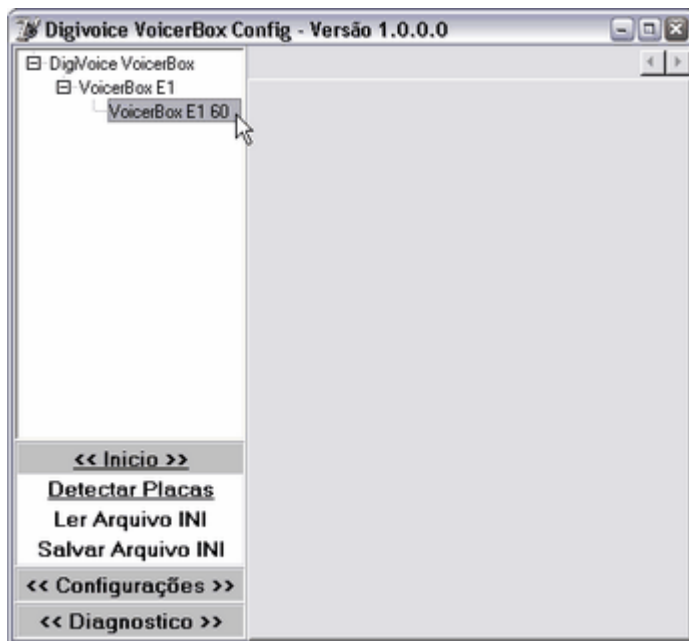 Digivoice VoicerBox Config - Versão 1.0.0.0
DigiVoice VoicerBox
VoicerBox E1
VoicerBox E1 60
<< Inicio >>
Detectar Placas
Ler Arquivo INI
Salvar Arquivo INI
<< Configurações >>
<< Diagnostico >>